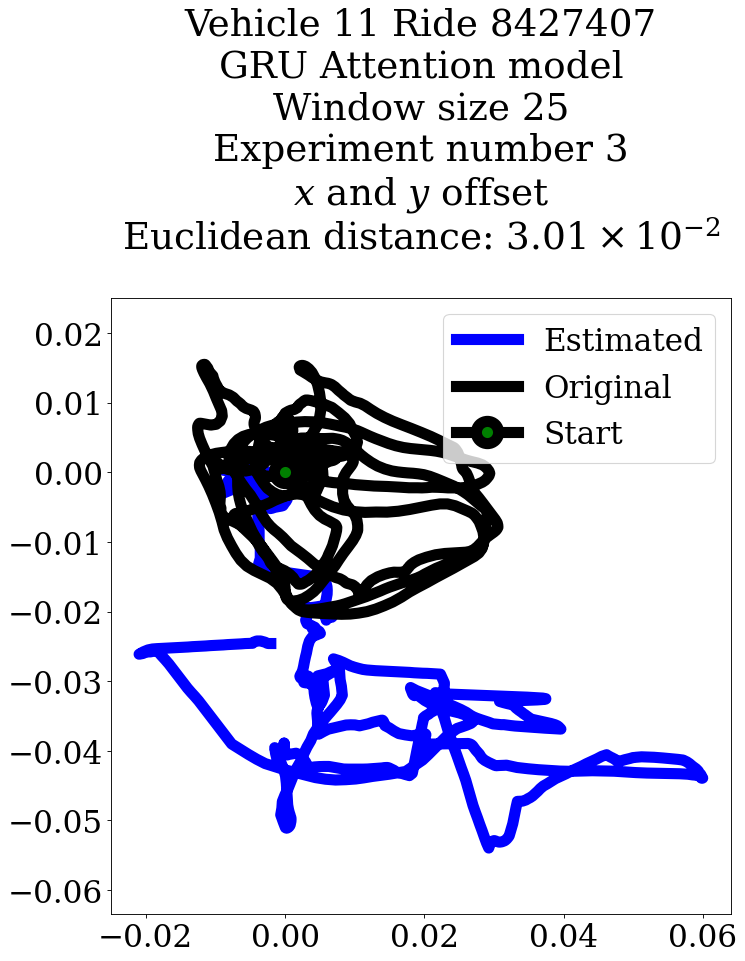 Vehicle 11 Ride 8427407
GRU Attention model
Window size 25
Experiment number 3
x and y offset
Euclidean distance: 3.01 × 10⁻²
Estimated
Original
Start
0.02
0.01
0.00
−0.01
−0.02
−0.03
−0.04
−0.05
−0.06
−0.02 0.00 0.02 0.04 0.06